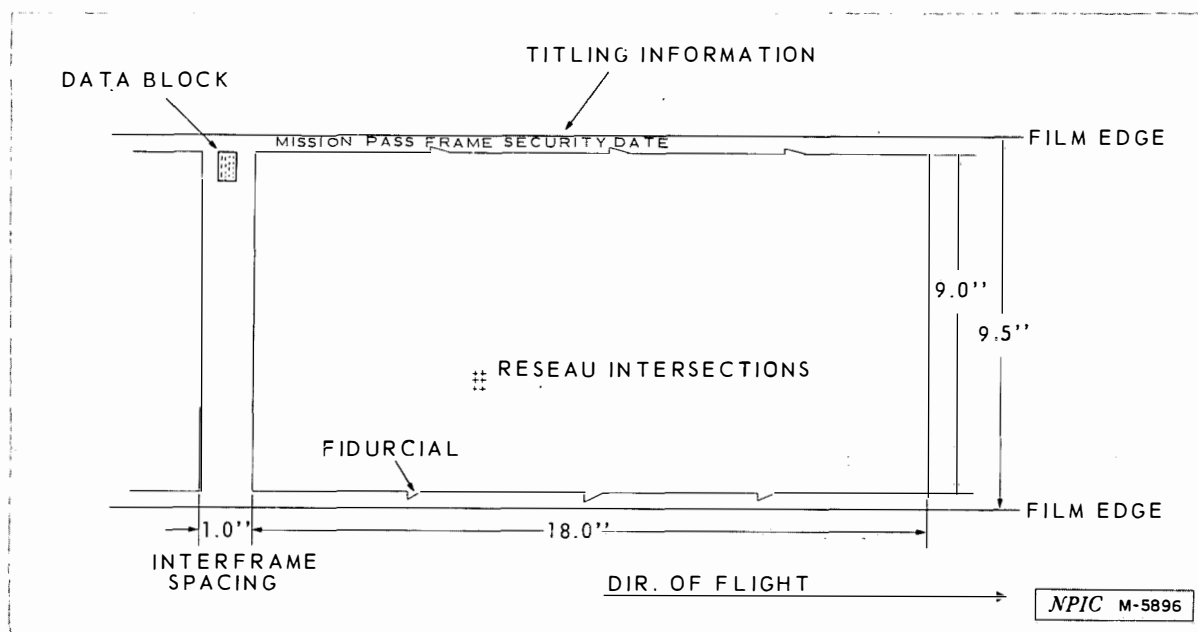 TITLING INFORMATION
DATA BLOCK
MISSION PASS FRAME SECURITY DATE
FILM EDGE
9.0''
9.5''
RESEAU INTERSECTIONS
FIDURCIAL
FILM EDGE
1.0''
18.0''
INTERFRAME
SPACING
DIR. OF FLIGHT
NPIC M-5896